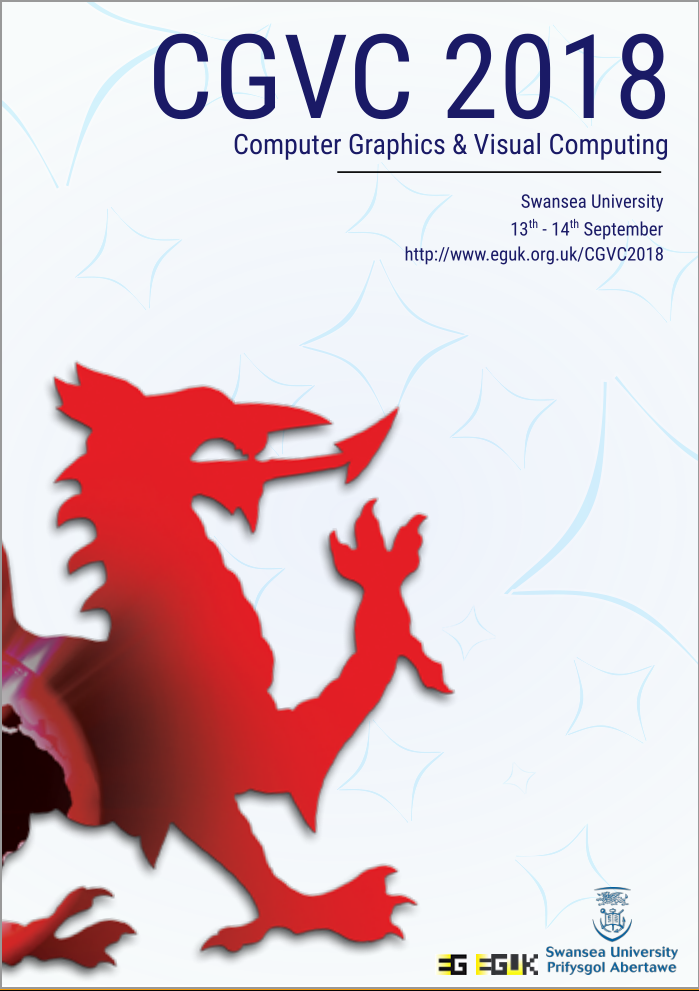 CGVC 2018
Computer Graphics & Visual Computing
Swansea University
13th - 14th September
http://www.eguk.org.uk/CGVC2018
EG EGUK
Swansea University
Prifysgol Abertawe